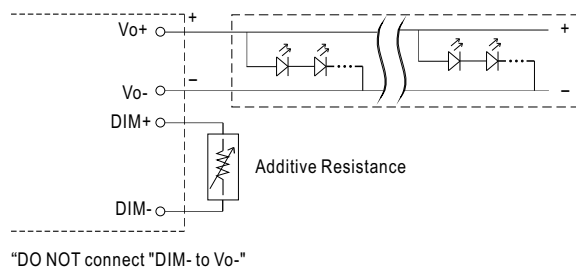 Vo+ + +
Vo- − −
DIM+
Additive Resistance
DIM-
“DO NOT connect "DIM- to Vo-"